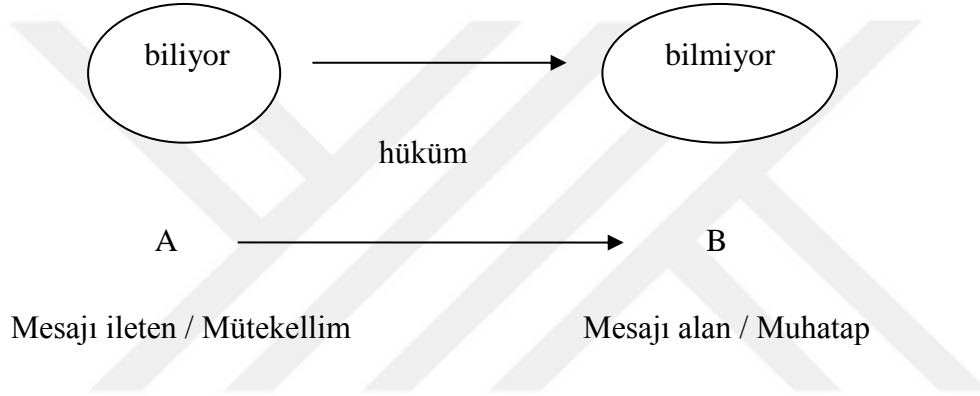 biliyor bilmiyor
hüküm
A B
Mesajı ileten / Mütekellim Mesajı alan / Muhatap